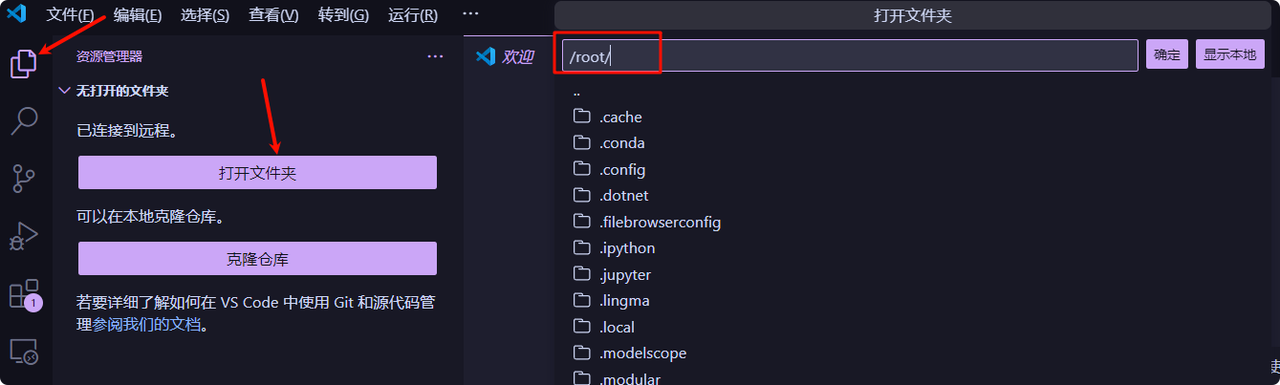 文件(F) 编辑(E) 选择(S) 查看(V) 转到(G) 运行(R) ···
打开文件夹
资源管理器 ···
无打开的文件夹
已连接到远程。
打开文件夹
可以在本地克隆仓库。
克隆仓库
若要详细了解如何在 VS Code 中使用 Git 和源代码管
理参阅我们的文档。
1
欢迎
/root/
确定 显示本地
..
.cache
.conda
.config
.dotnet
.filebrowserconfig
.ipython
.jupyter
.lingma
.local
.modelscope
.modular